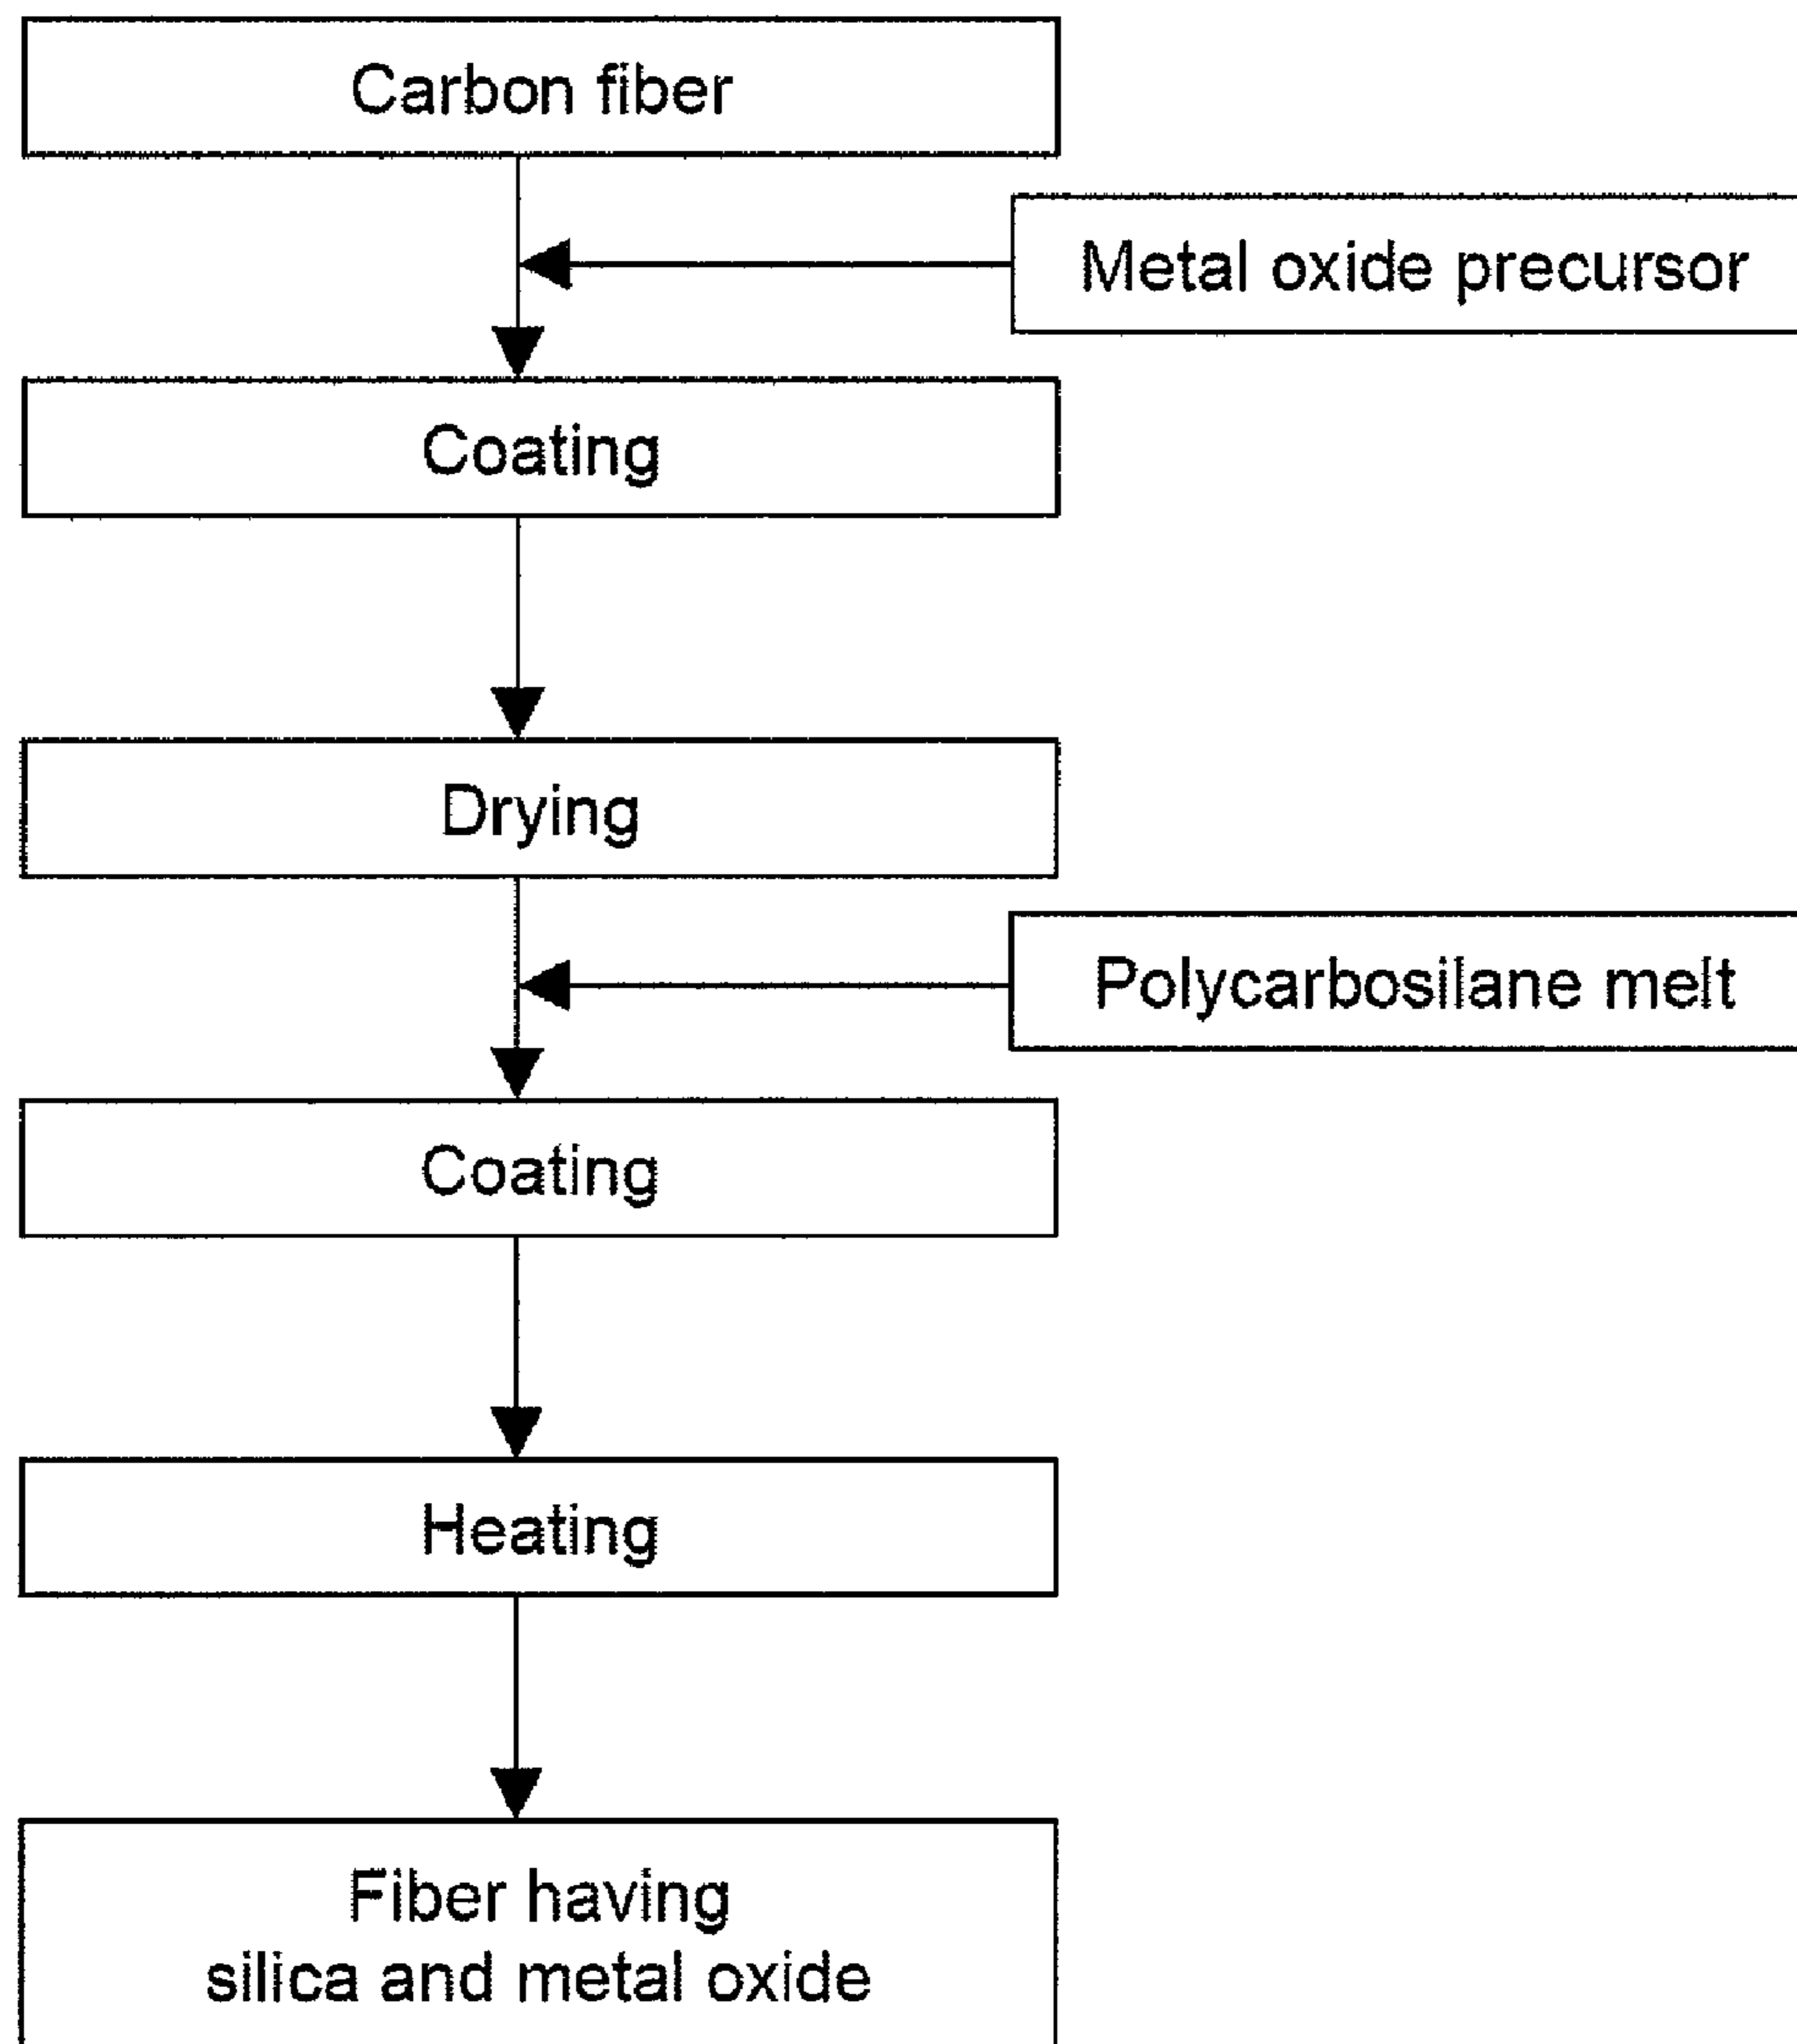 Carbon fiber
Metal oxide precursor
Coating
Drying
Polycarbosilane melt
Coating
Heating
Fiber having
silica and metal oxide